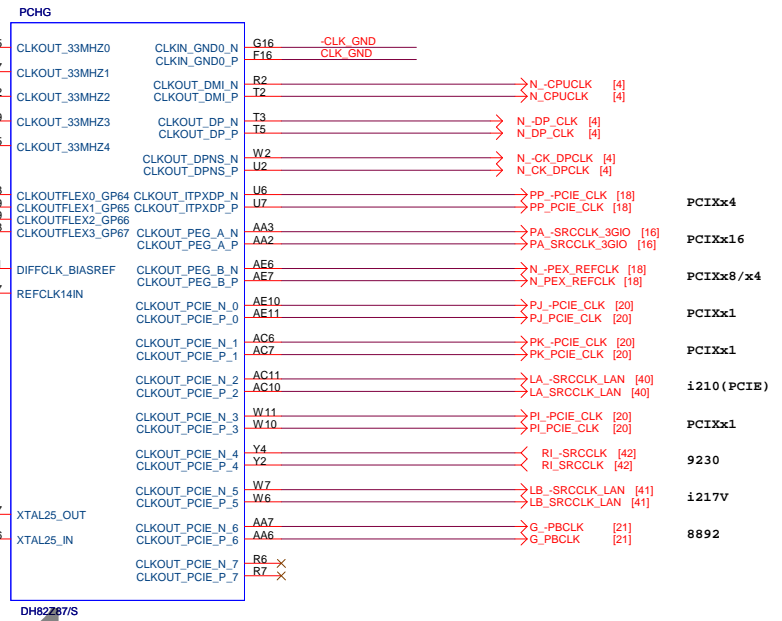 PCHG
CLKOUT_33MHZ0 CLKIN_GND0_N G16 -CLK_GND
CLKIN_GND0_P F16 CLK_GND
CLKOUT_33MHZ1
CLKOUT_DMI_N R2 N_-CPUCLK [4]
CLKOUT_33MHZ2 CLKOUT_DMI_P T2 N_CPUCLK [4]
CLKOUT_33MHZ3 CLKOUT_DP_N T3 N_-DP_CLK [4]
CLKOUT_DP_P T5 N_DP_CLK [4]
CLKOUT_33MHZ4
CLKOUT_DPNS_N W2 N_-CK_DPCLK [4]
CLKOUT_DPNS_P U2 N_CK_DPCLK [4]
CLKOUTFLEX0_GP64 CLKOUT_ITPXDP_N U6 PP_-PCIE_CLK [18]
CLKOUTFLEX1_GP65 CLKOUT_ITPXDP_P U7 PP_PCIE_CLK [18] PCIXx4
CLKOUTFLEX2_GP66
CLKOUTFLEX3_GP67 CLKOUT_PEG_A_N AA3 PA_-SRCCLK_3GIO [16]
CLKOUT_PEG_A_P AA2 PA_SRCCLK_3GIO [16] PCIXx16
DIFFCLK_BIASREF CLKOUT_PEG_B_N AE6 N_-PEX_REFCLK [18]
CLKOUT_PEG_B_P AE7 N_PEX_REFCLK [18] PCIXx8/x4
REFCLK14IN
CLKOUT_PCIE_N_0 AE10 PJ_-PCIE_CLK [20]
CLKOUT_PCIE_P_0 AE11 PJ_PCIE_CLK [20] PCIXx1
CLKOUT_PCIE_N_1 AC6 PK_-PCIE_CLK [20]
CLKOUT_PCIE_P_1 AC7 PK_PCIE_CLK [20] PCIXx1
CLKOUT_PCIE_N_2 AC11 LA_-SRCCLK_LAN [40]
CLKOUT_PCIE_P_2 AC10 LA_SRCCLK_LAN [40] i210(PCIE)
CLKOUT_PCIE_N_3 W11 PI_-PCIE_CLK [20]
CLKOUT_PCIE_P_3 W10 PI_PCIE_CLK [20] PCIXx1
CLKOUT_PCIE_N_4 Y4 RI_-SRCCLK [42]
CLKOUT_PCIE_P_4 Y2 RI_SRCCLK [42] 9230
CLKOUT_PCIE_N_5 W7 LB_-SRCCLK_LAN [41]
CLKOUT_PCIE_P_5 W6 LB_SRCCLK_LAN [41] i217V
XTAL25_OUT
CLKOUT_PCIE_N_6 AA7 G_-PBCLK [21]
XTAL25_IN CLKOUT_PCIE_P_6 AA6 G_PBCLK [21] 8892
CLKOUT_PCIE_N_7 R6
CLKOUT_PCIE_P_7 R7
DH82Z87/S